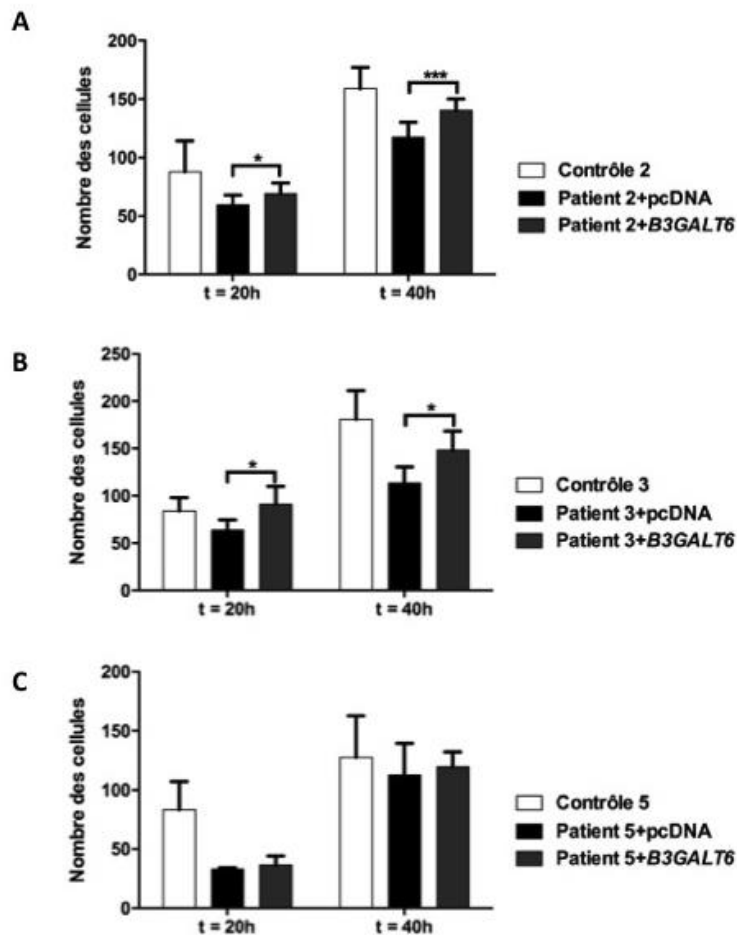 A
Nombre des cellules
200
150
100
50
0
*
***
t = 20h
t = 40h
Contrôle 2
Patient 2+pcDNA
Patient 2+B3GALT6
B
Nombre des cellules
250
200
150
100
50
0
*
*
t = 20h
t = 40h
Contrôle 3
Patient 3+pcDNA
Patient 3+B3GALT6
C
Nombre des cellules
200
150
100
50
0
t = 20h
t = 40h
Contrôle 5
Patient 5+pcDNA
Patient 5+B3GALT6